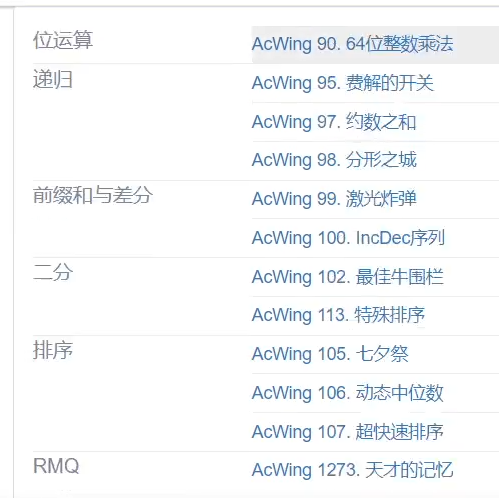 位运算 AcWing 90. 64位整数乘法
递归 AcWing 95. 费解的开关
AcWing 97. 约数之和
AcWing 98. 分形之城
前缀和与差分 AcWing 99. 激光炸弹
AcWing 100. IncDec序列
二分 AcWing 102. 最佳牛围栏
AcWing 113. 特殊排序
排序 AcWing 105. 七夕祭
AcWing 106. 动态中位数
AcWing 107. 超快速排序
RMQ AcWing 1273. 天才的记忆